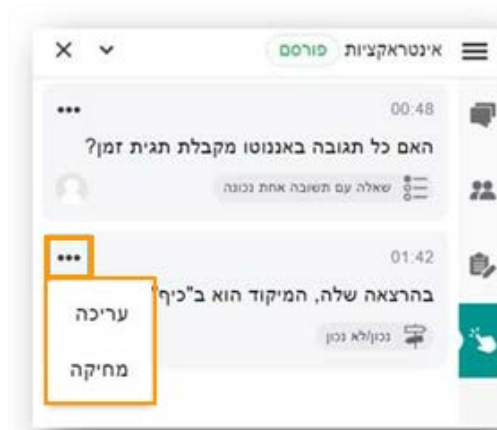 אינטראקציות פורסם
00:48
האם כל תגובה באננוטו מקבלת תגית זמן?
שאלה עם תשובה אחת נכונה
01:42
בהרצאה שלה, המיקוד הוא ב"כיף"
נכון/לא נכון
עריכה
מחיקה